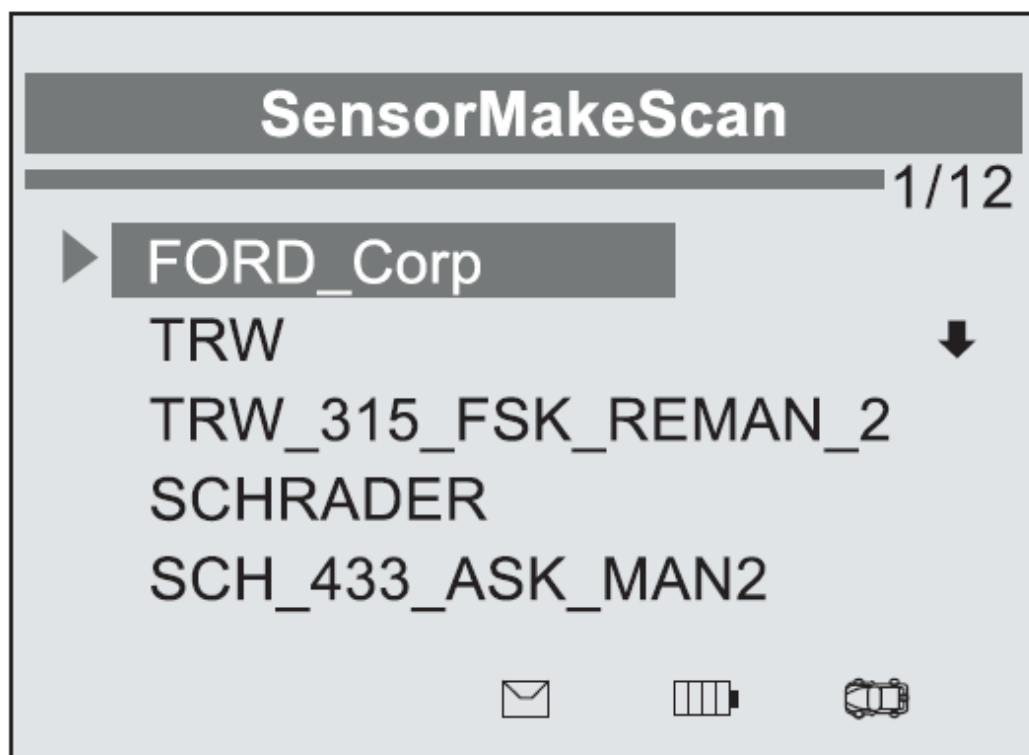 SensorMakeScan
1/12
FORD_Corp
TRW
TRW_315_FSK_REMAN_2
SCHRADER
SCH_433_ASK_MAN2